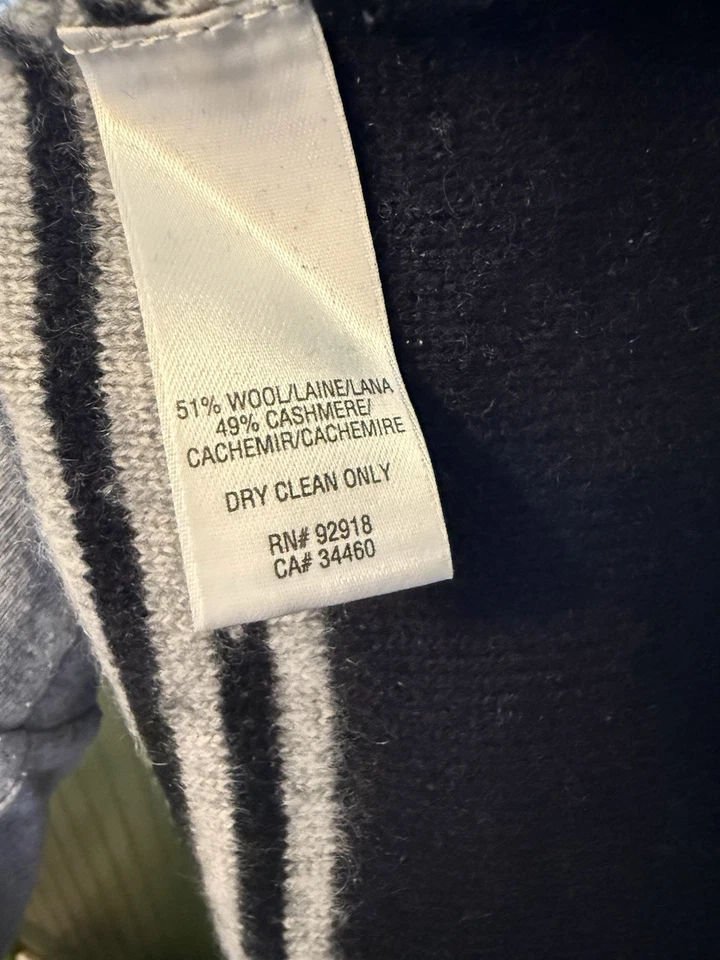 51% WOOL/LAINE/LANA
49% CASHMERE/
CACHEMIR/CACHEMIRE
DRY CLEAN ONLY
RN# 92918
CA# 34460